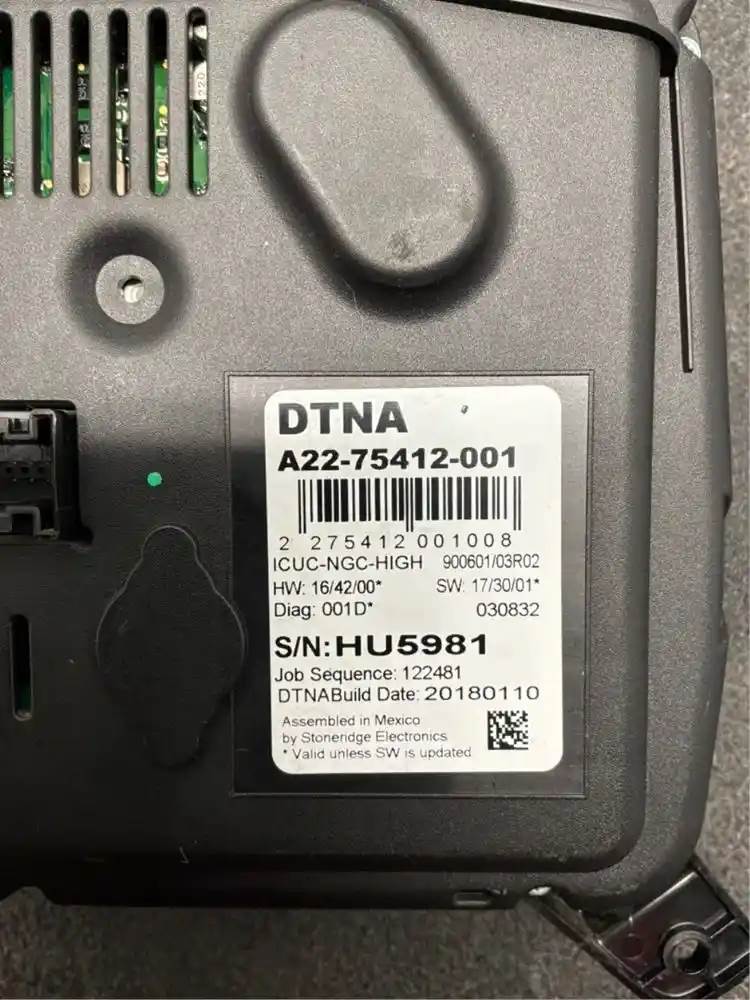 220
DTNA
A22-75412-001
2 275412 001008
ICUC-NGC-HIGH 900601/03R02
HW: 16/42/00* SW: 17/30/01*
Diag: 001D* 030832
S/N: HU5981
Job Sequence: 122481
DTNABuild Date: 20180110
Assembled in Mexico
by Stoneridge Electronics
* Valid unless SW is updated